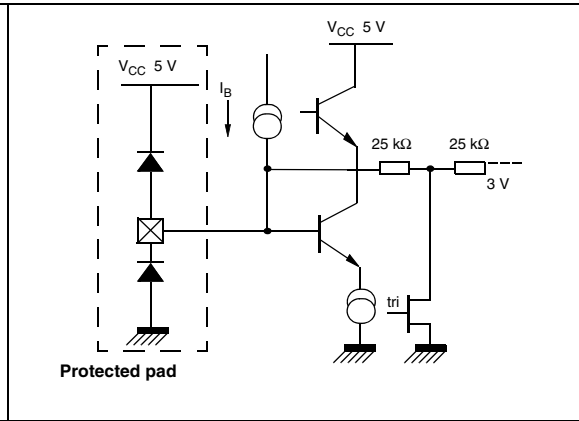 V_CC 5 V
V_CC 5 V
I_B
25 kΩ 25 kΩ
3 V
tri
Protected pad